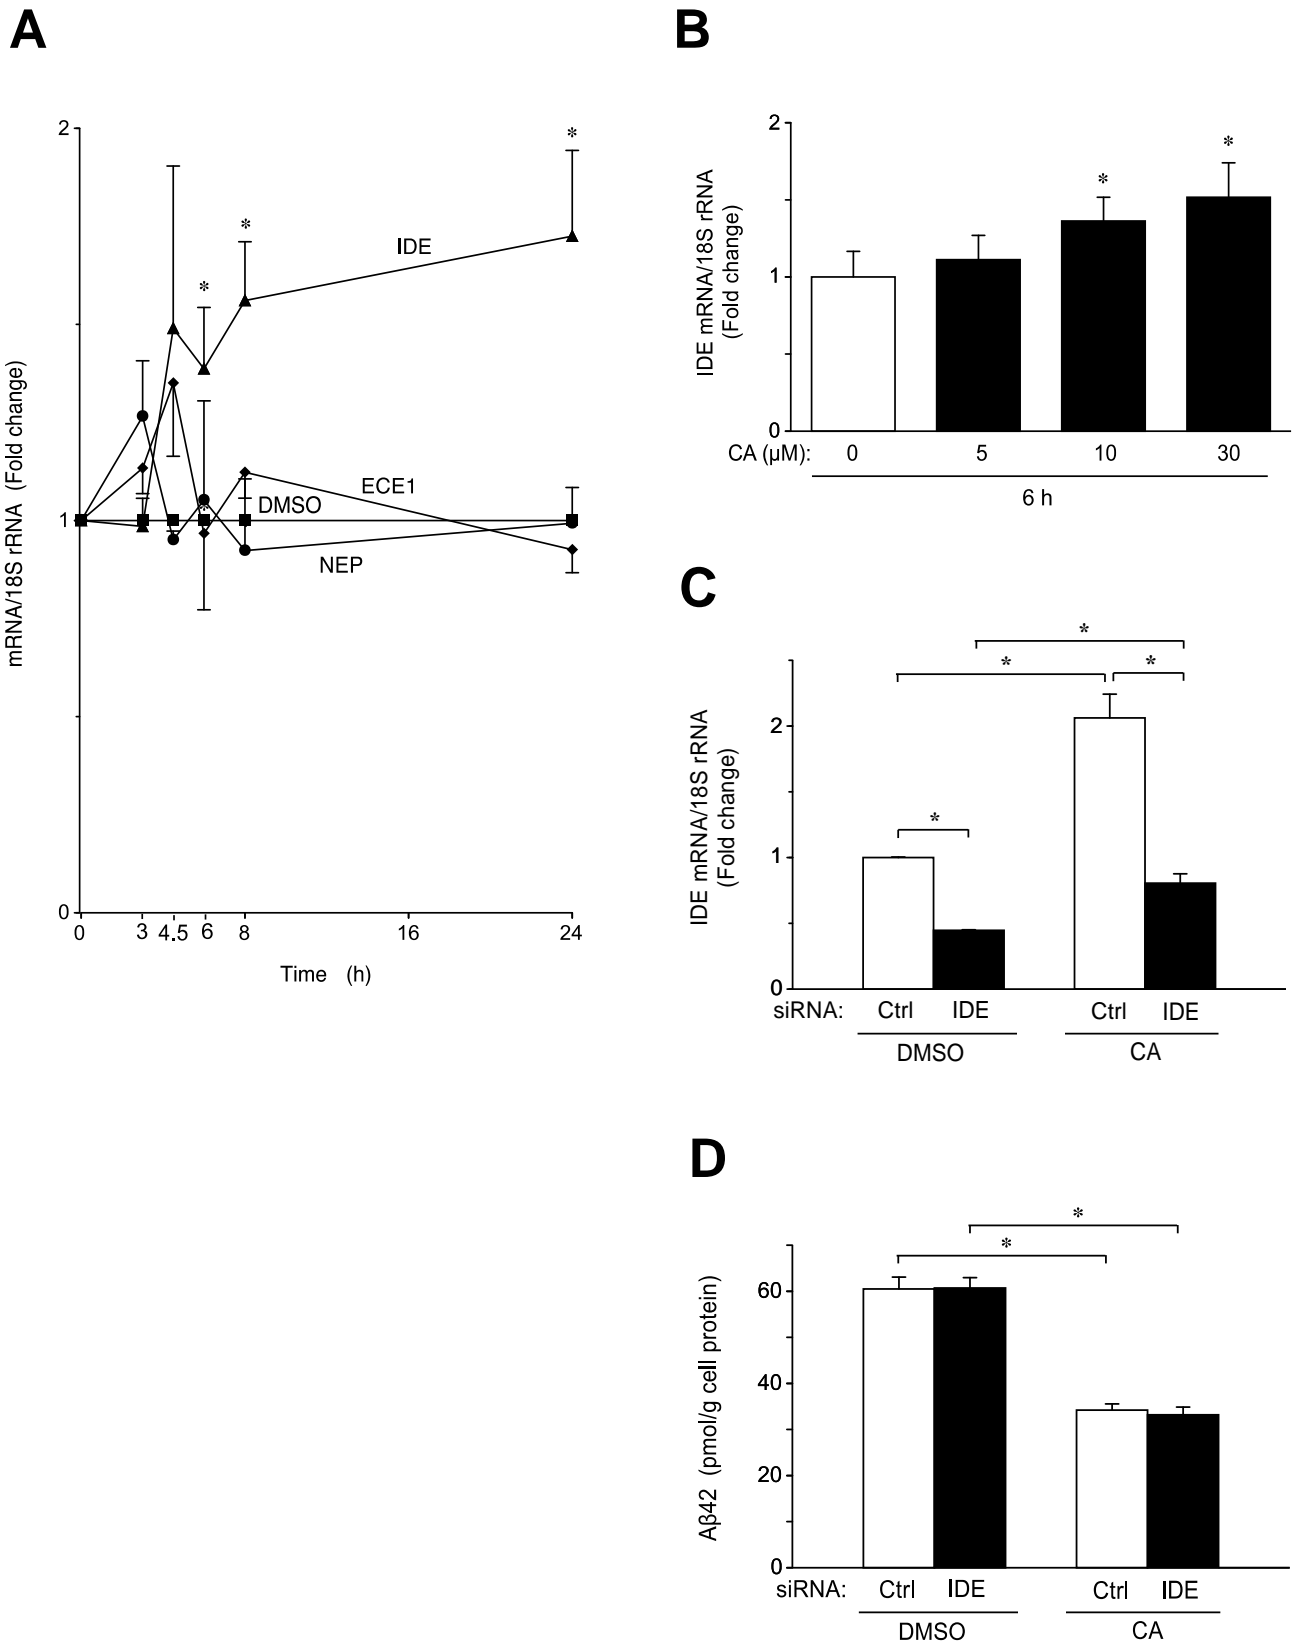 A
mRNA/18S rRNA (Fold change)
2
1
0
*
*
*
IDE
ECE1
DMSO
NEP
0 3 4.5 6 8 16 24
Time (h)
B
IDE mRNA/18S rRNA
(Fold change)
2
1
0
*
*
CA (µM): 0 5 10 30
6 h
C
IDE mRNA/18S rRNA
(Fold change)
2
1
0
*
*
*
*
siRNA: Ctrl IDE Ctrl IDE
DMSO CA
D
Aβ42 (pmol/g cell protein)
60
40
20
0
*
*
siRNA: Ctrl IDE Ctrl IDE
DMSO CA